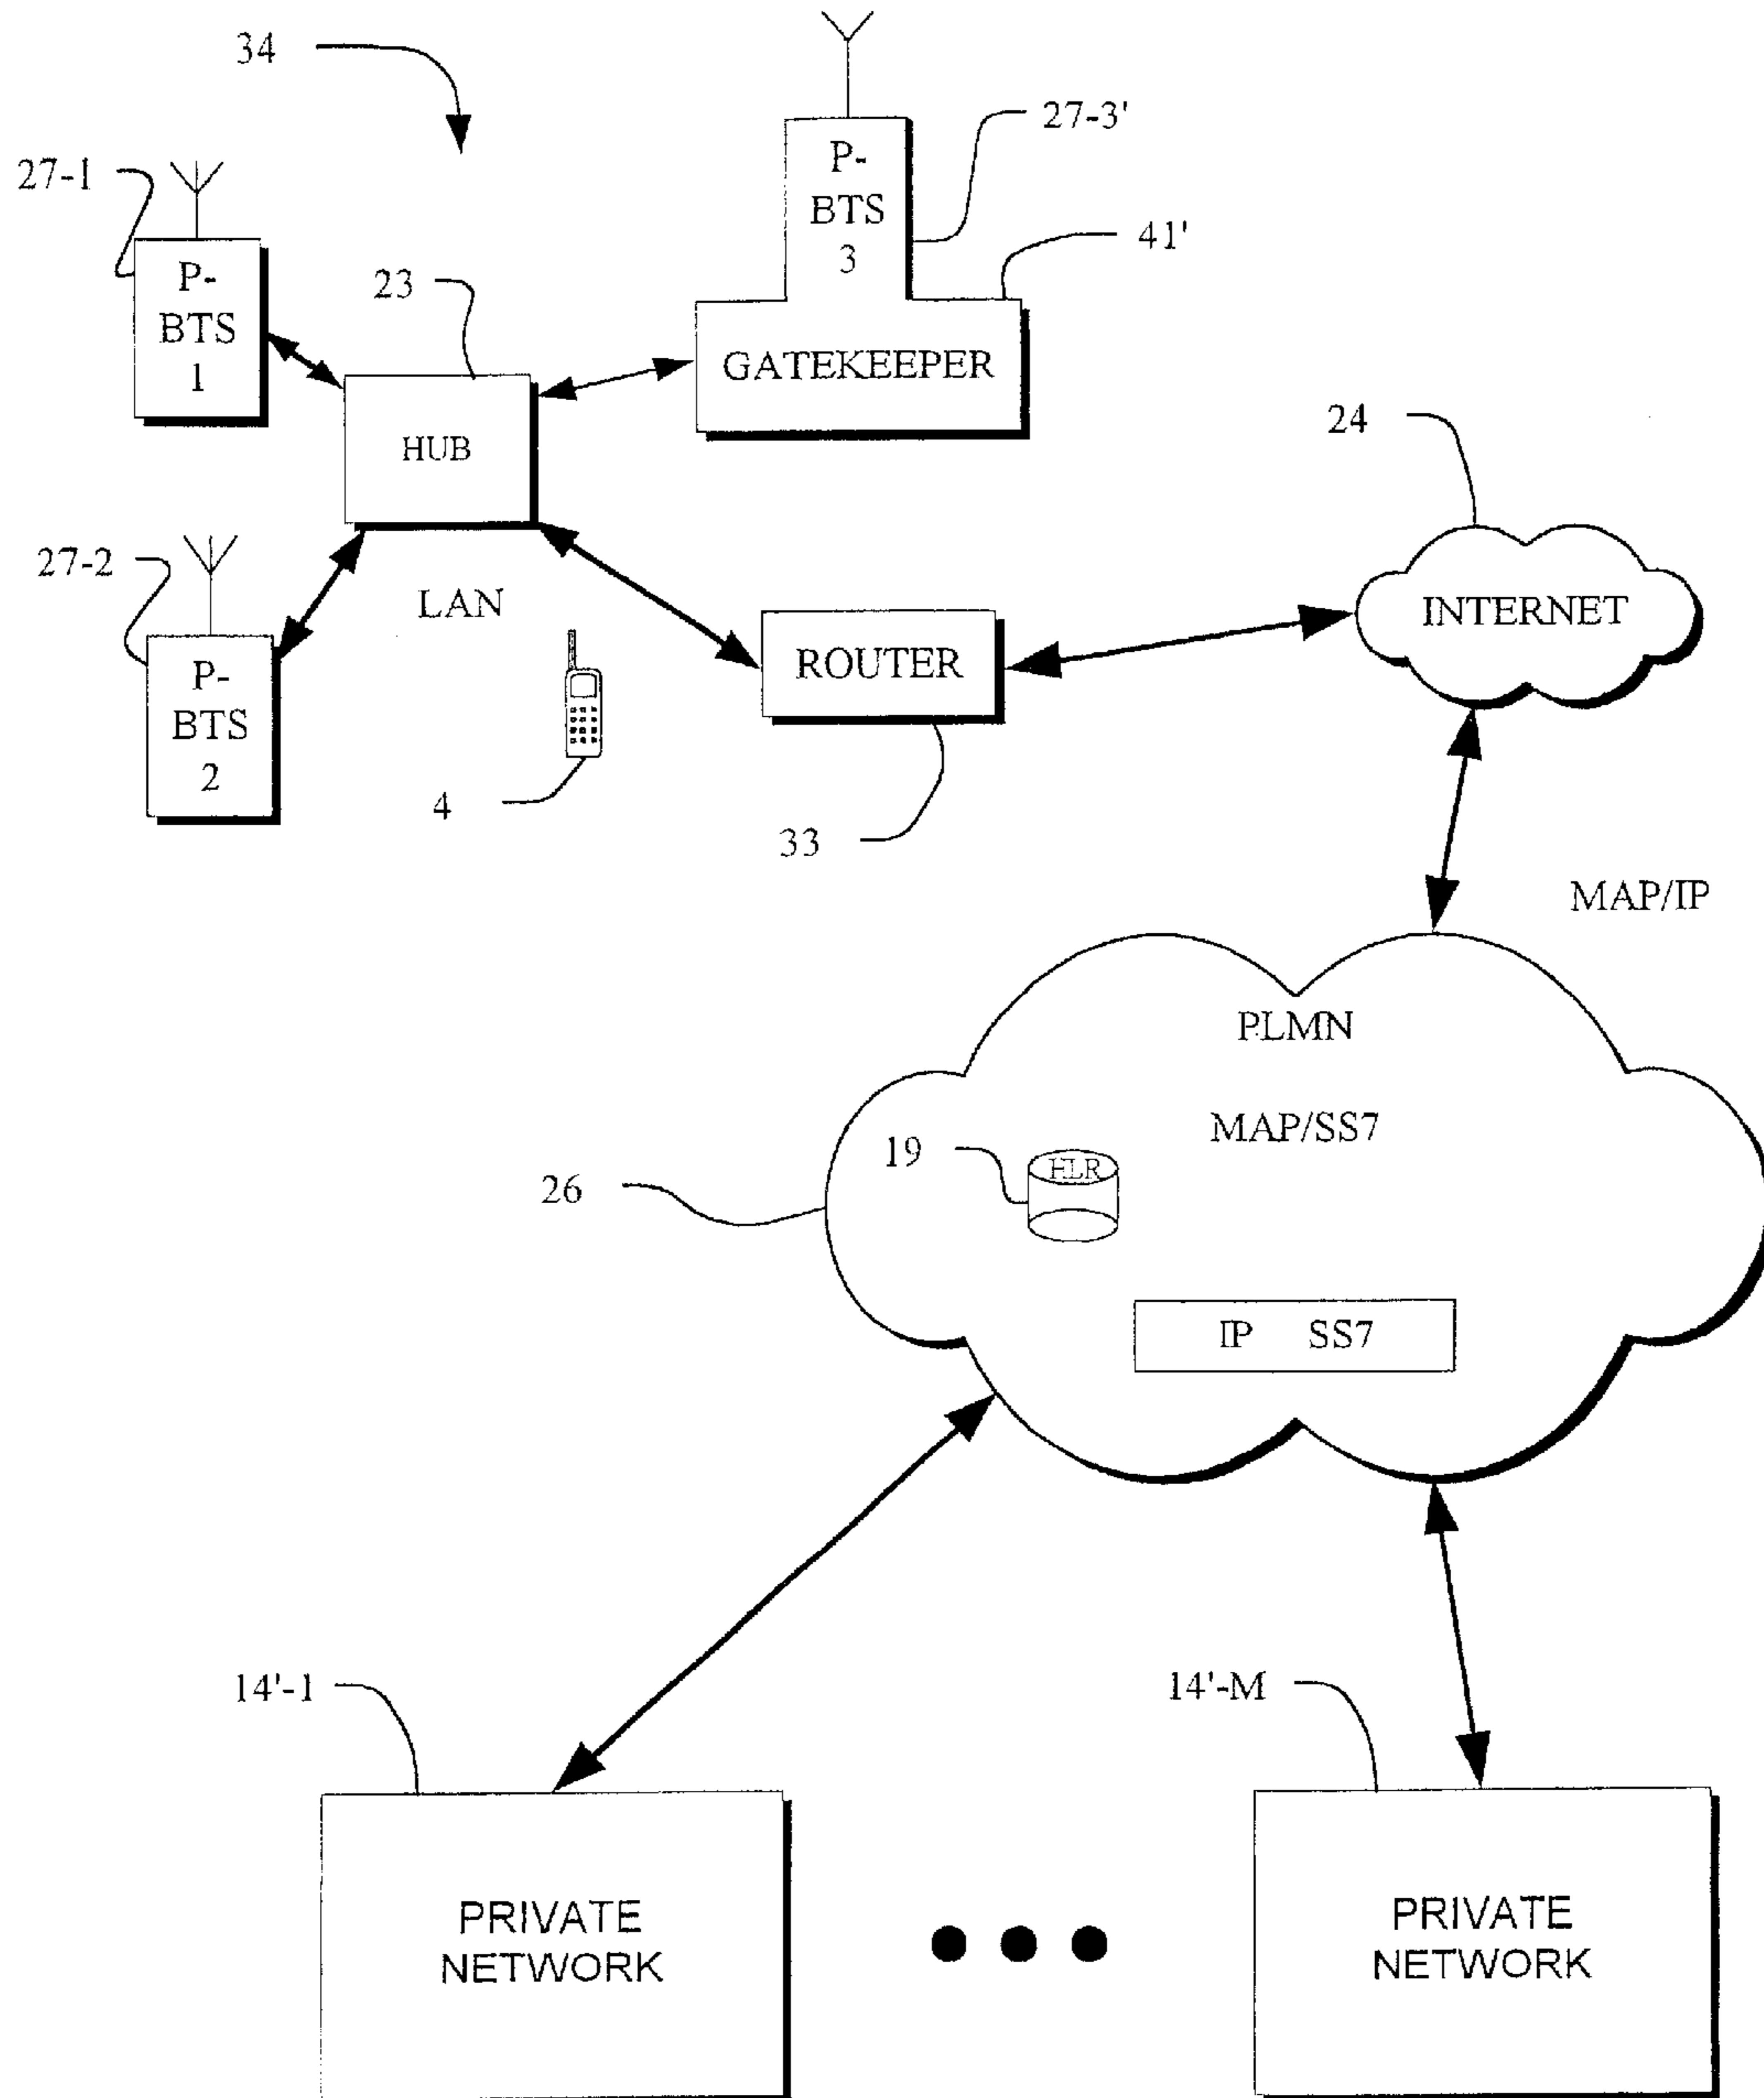 34
27-3'
P-
BTS
3
27-1
41'
P-
BTS
1
23
GATEKEEPER
HUB
24
27-2
LAN
INTERNET
P-
BTS
2
ROUTER
4
33
MAP/IP
PLMN
MAP/SS7
19
HLR
26
IP SS7
14'-1
14'-M
PRIVATE
NETWORK
PRIVATE
NETWORK